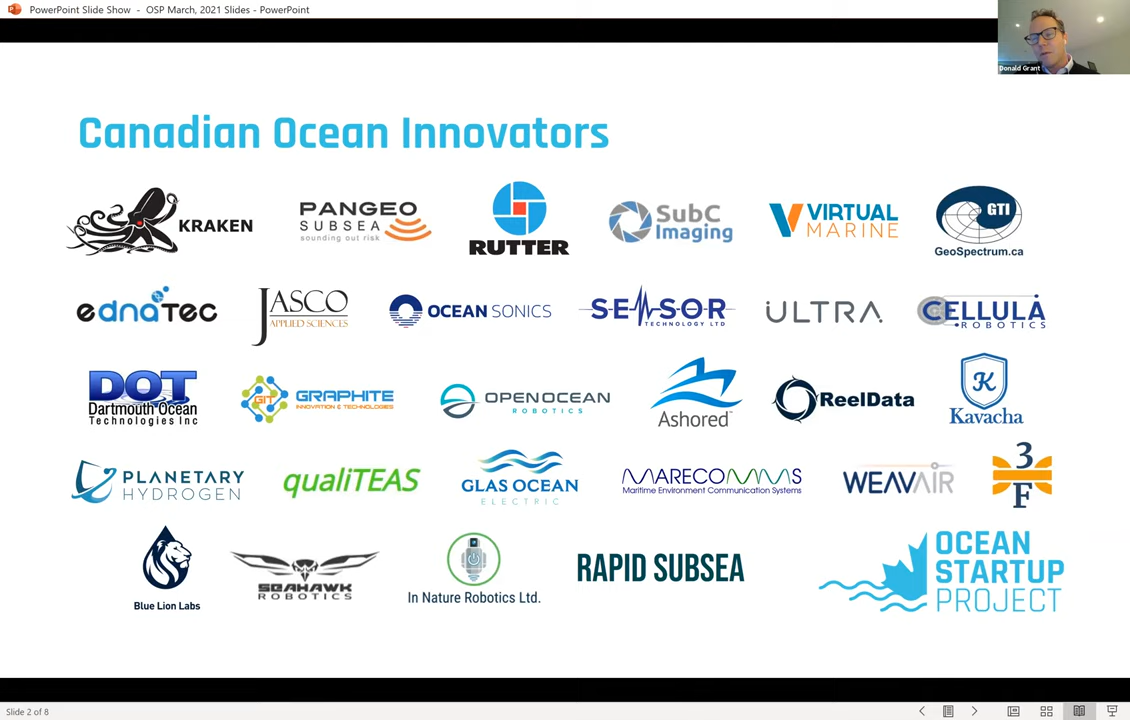 PowerPoint Slide Show - OSP March, 2021 Slides - PowerPoint
Donald Grant
Canadian Ocean Innovators
KRAKEN
PANGEO
SUBSEA
sounding out risk
RUTTER
SubC
Imaging
VIRTUAL
MARINE
GTI
GeoSpectrum.ca
ednaTEC
JASCO
APPLIED SCIENCES
OCEAN SONICS
SENSOR
TECHNOLOGY LTD
ULTRA
CELLULA
ROBOTICS
DOT
Dartmouth Ocean
Technologies Inc
GIT
GRAPHITE
INNOVATION & TECHNOLOGIES
OPEN OCEAN
ROBOTICS
Ashored™
ReelData
K
Kavacha
PLANETARY
HYDROGEN
qualiTEAS
GLAS OCEAN
ELECTRIC
MARECOMMS
Maritime Environment Communication Systems
WEAVAIR
3
F
Blue Lion Labs
SEAHAWK
ROBOTICS
In Nature Robotics Ltd.
RAPID SUBSEA
OCEAN
STARTUP
PROJECT
Slide 2 of 8